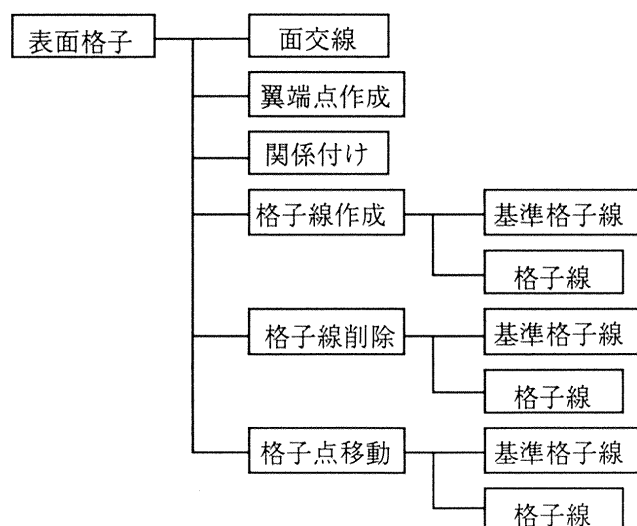 表面格子
面交線
翼端点作成
関係付け
格子線作成
基準格子線
格子線
格子線削除
基準格子線
格子線
格子点移動
基準格子線
格子線